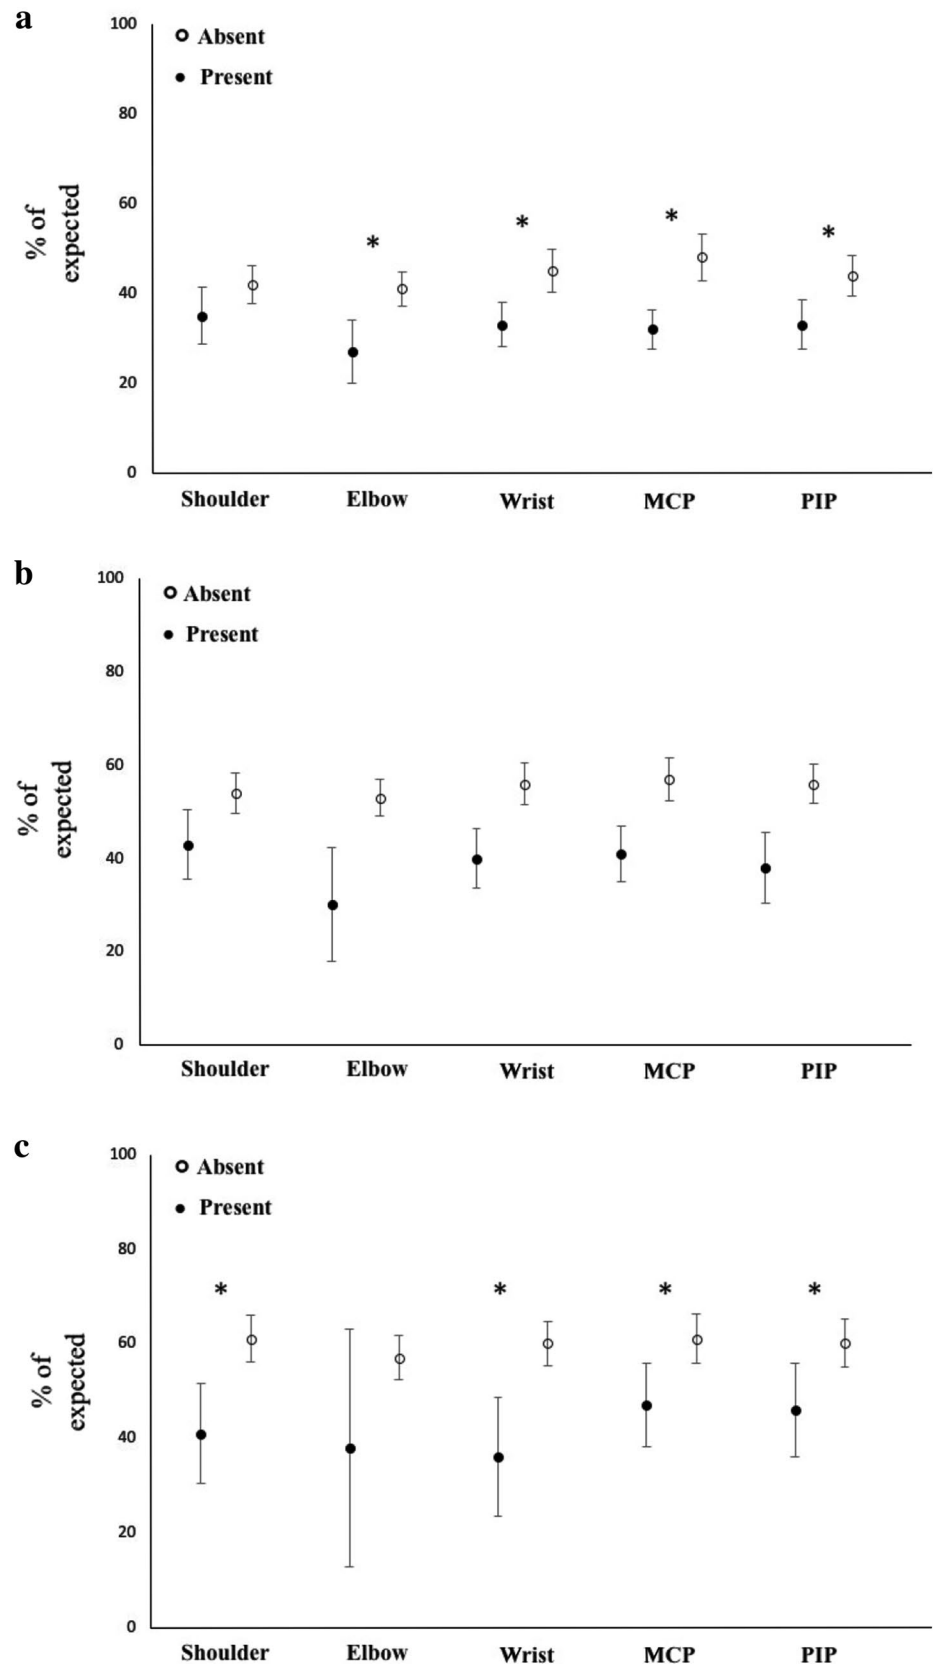 a
100
Absent
Present
80
60
% of
expected
* * * *
40
20
0
Shoulder Elbow Wrist MCP PIP
b
100
Absent
Present
80
60
% of
expected
40
20
0
Shoulder Elbow Wrist MCP PIP
c
100
Absent
Present
80
* * * *
60
% of
expected
40
20
0
Shoulder Elbow Wrist MCP PIP